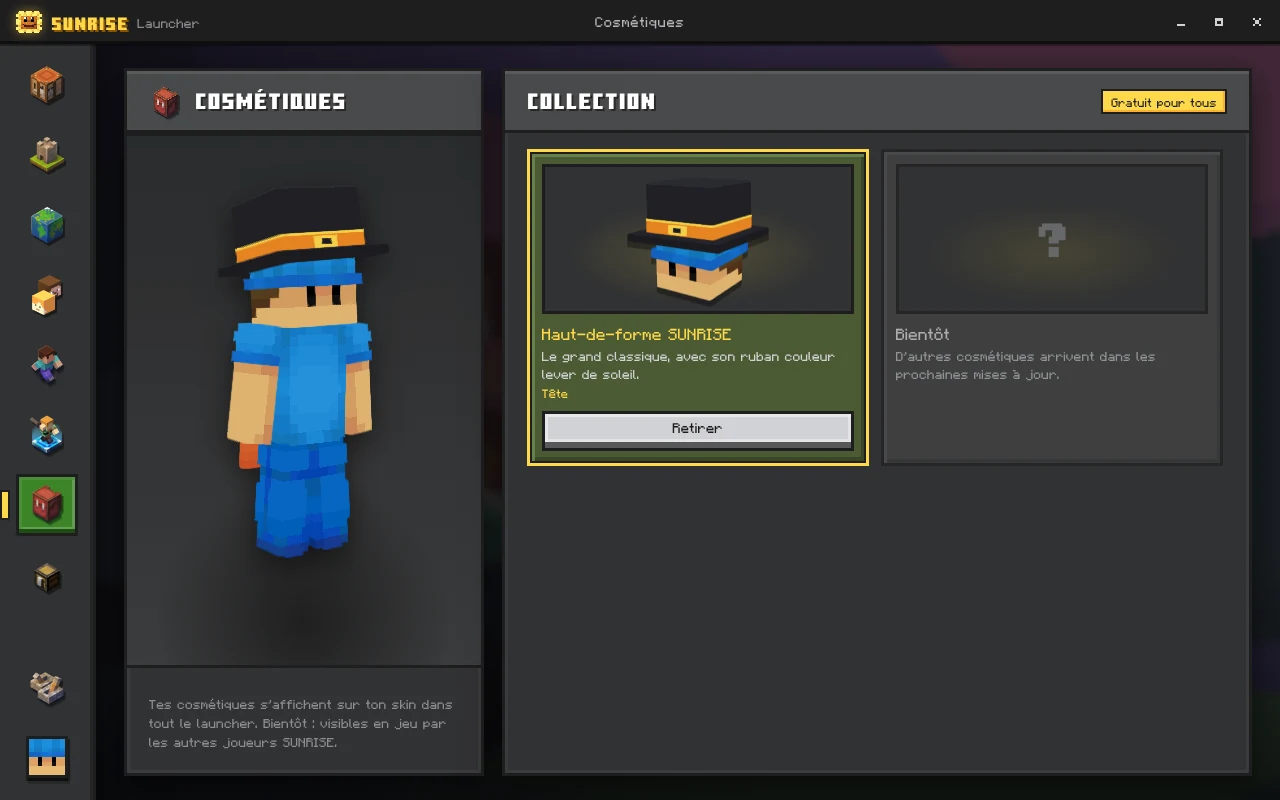 SUNRISE Launcher
Cosmétiques
COSMÉTIQUES
COLLECTION
Gratuit pour tous
Haut-de-forme SUNRISE
Le grand classique, avec son ruban couleur
lever de soleil.
Tête
Retirer
?
Bientôt
D'autres cosmétiques arrivent dans les
prochaines mises à jour.
Tes cosmétiques s'affichent sur ton skin dans
tout le launcher. Bientôt : visibles en jeu par
les autres joueurs SUNRISE.